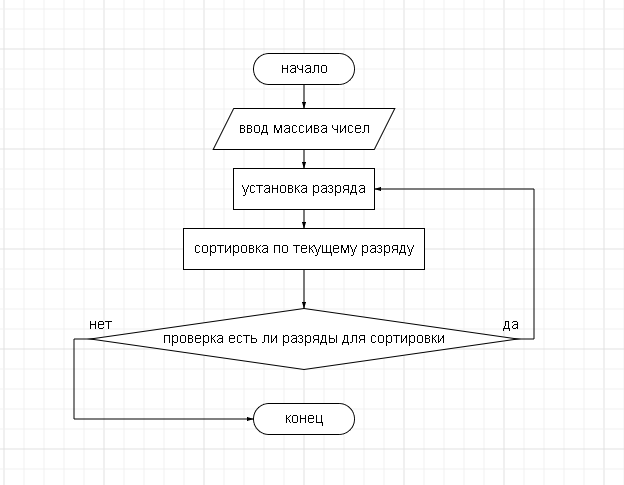 начало
ввод массива чисел
установка разряда
сортировка по текущему разряду
нет
да
проверка есть ли разряды для сортировки
конец